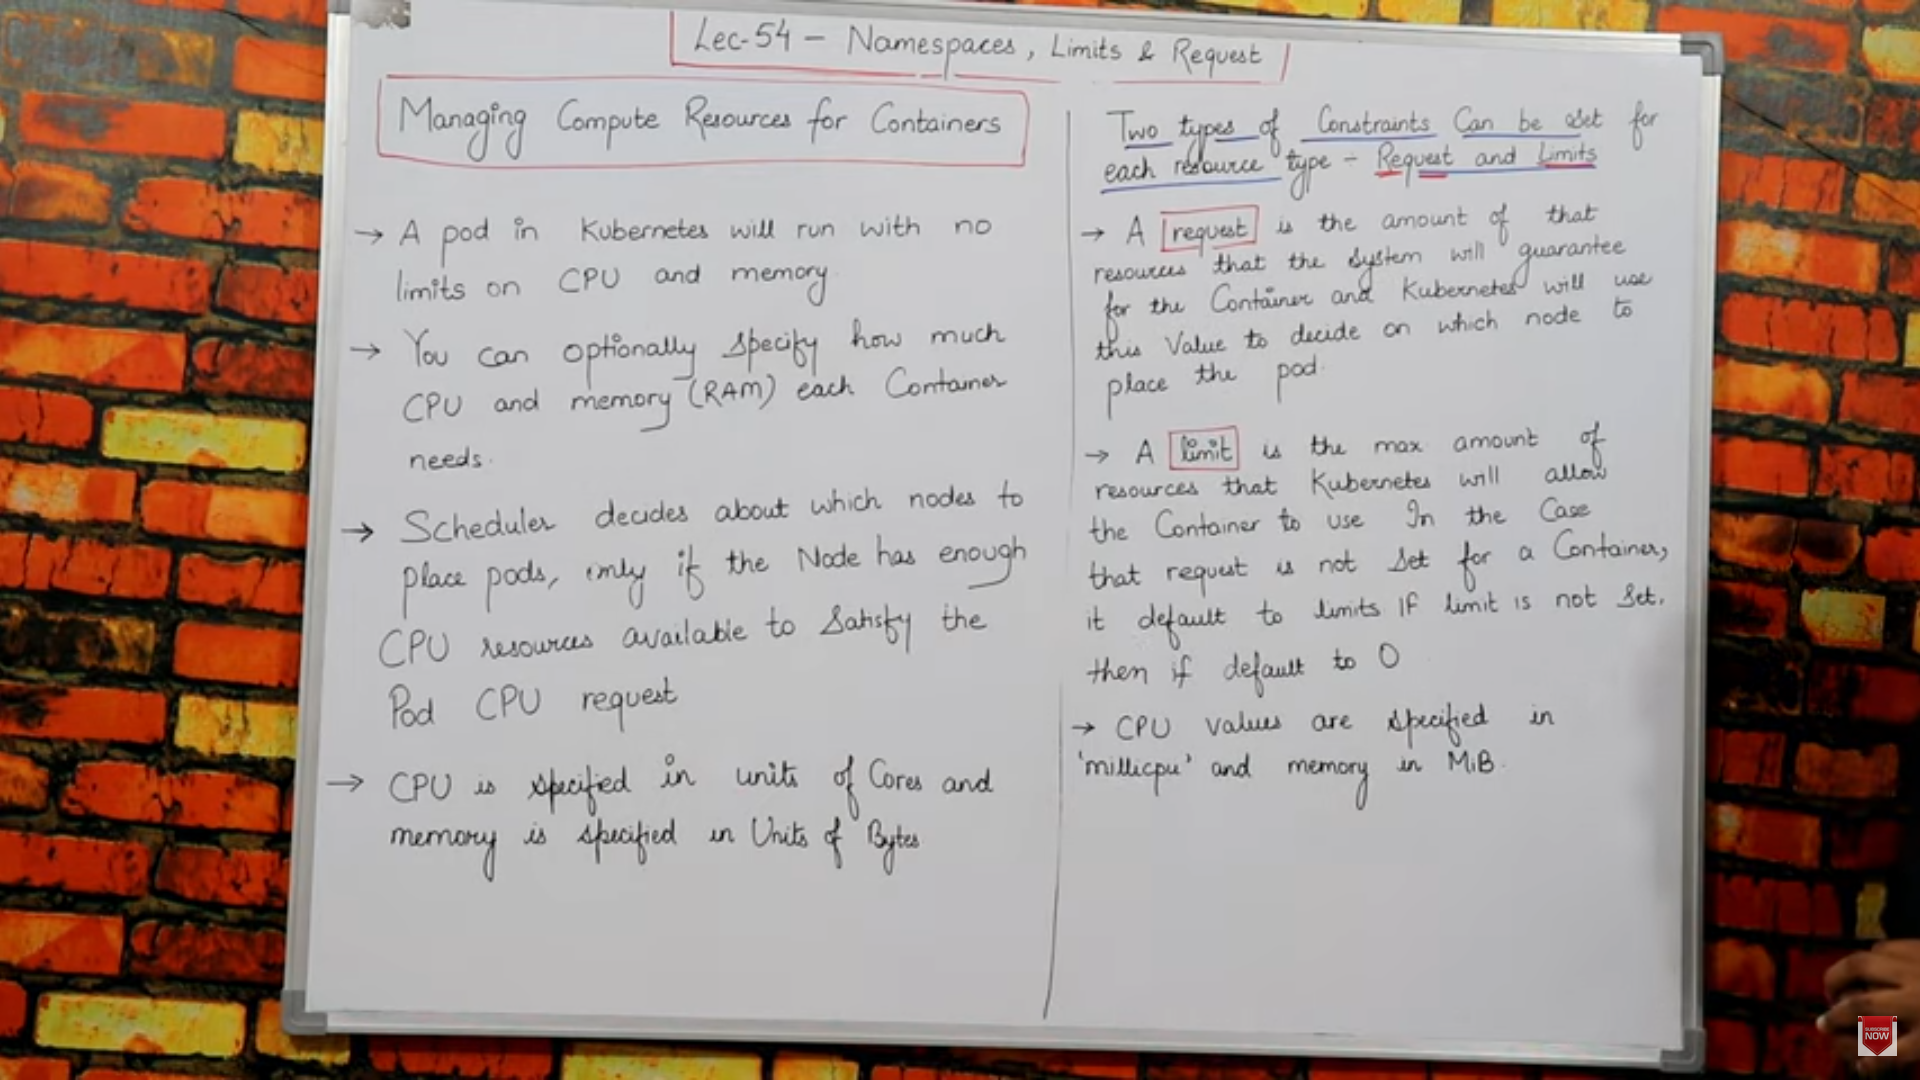 Lec-54 - Namespaces, Limits & Request
Managing Compute Resources for Containers
→ A pod in Kubernetes will run with no
limits on CPU and memory
→ You can optionally specify how much
CPU and memory (RAM) each Container
needs.
→ Scheduler decides about which nodes to
place pods, only if the Node has enough
CPU resources available to Satisfy the
Pod CPU request
→ CPU is specified in units of Cores and
memory is specified in Units of Bytes
Two types of Constraints Can be set for
each resource type - Request and Limits
→ A request is the amount of that
resources that the system will guarantee
for the Container and Kubernetes will use
this Value to decide on which node to
place the pod.
→ A limit is the max amount of
resources that Kubernetes will allow
the Container to use In the Case
that request is not Set for a Container,
it default to limits IF limit is not Set.
then if default to 0
→ CPU values are specified in
'millicpu' and memory in MiB.
SUBSCRIBE
NOW